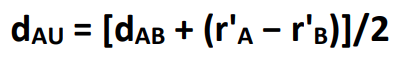 dAU = [dAB + (r'A – r'B)]/2